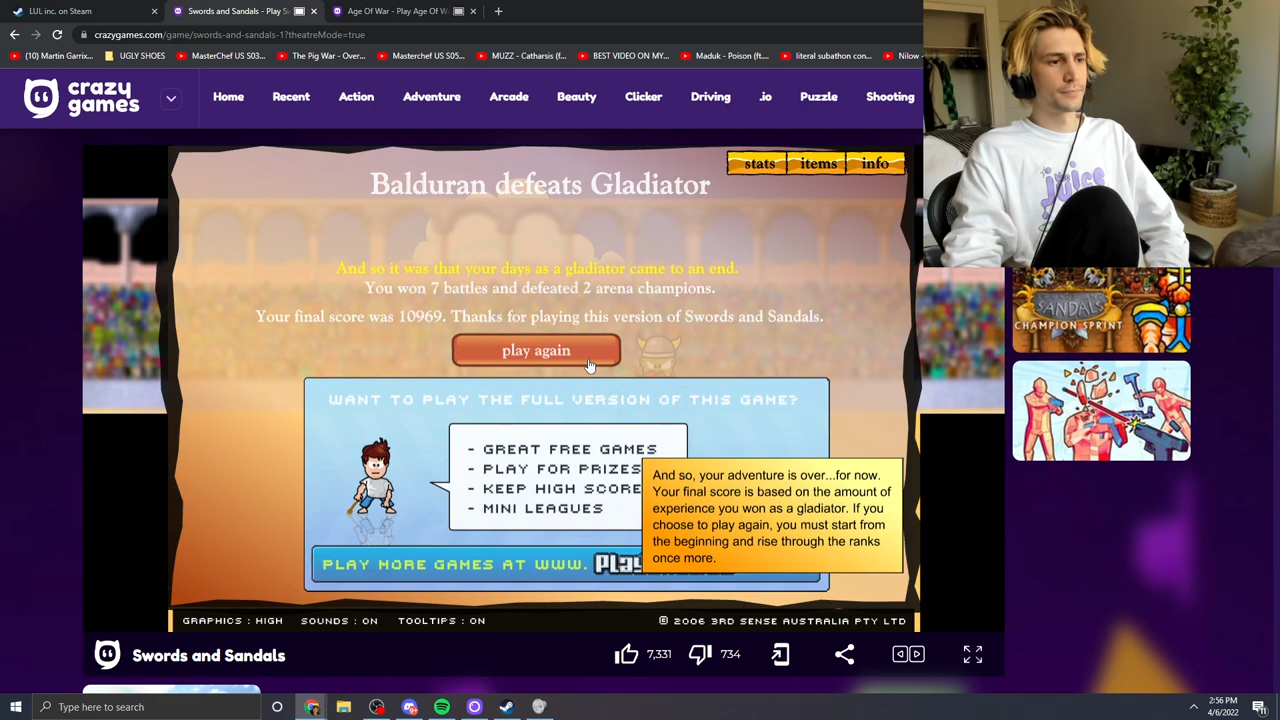 LUL inc. on Steam
Swords and Sandals - Play S
Age Of War - Play Age Of W
crazygames.com/game/swords-and-sandals-1?theatreMode=true
(10) Martin Garrix...
UGLY SHOES
MasterChef US S03...
The Pig War - Ove
Masterchef US S05...
MUZZ - Catharsis (f...
BEST VIDEO ON MY...
Maduk - Poison (ft....
literal subathon con...
Nilow
crazy games
Home
Recent
Action
Adventure
Arcade
Beauty
Clicker
Driving
.io
Puzzle
Shooting
stats
items
info
Balduran defeats Gladiator
And so it was that your days as a gladiator came to an end.
You won 7 battles and defeated 2 arena champions.
Your final score was 10969. Thanks for playing this version of Swords and Sandals.
play again
WANT TO PLAY THE FULL VERSION OF THIS GAME?
- GREAT FREE GAMES
- PLAY FOR PRIZES
- KEEP HIGH SCORE
- MINI LEAGUES
And so, your adventure is over...for now.
Your final score is based on the amount of
experience you won as a gladiator. If you
choose to play again, you must start from
the beginning and rise through the ranks
once more.
PLAY MORE GAMES AT WWW.
GRAPHICS : HIGH
SOUNDS : ON
TOOLTIPS : ON
© 2006 3RD SENSE AUSTRALIA PTY LTD
Swords and Sandals
7,331
734
SANDALS
CHAMPION SPRINT
the juice
Type here to search
2:56 PM
4/6/2022
11